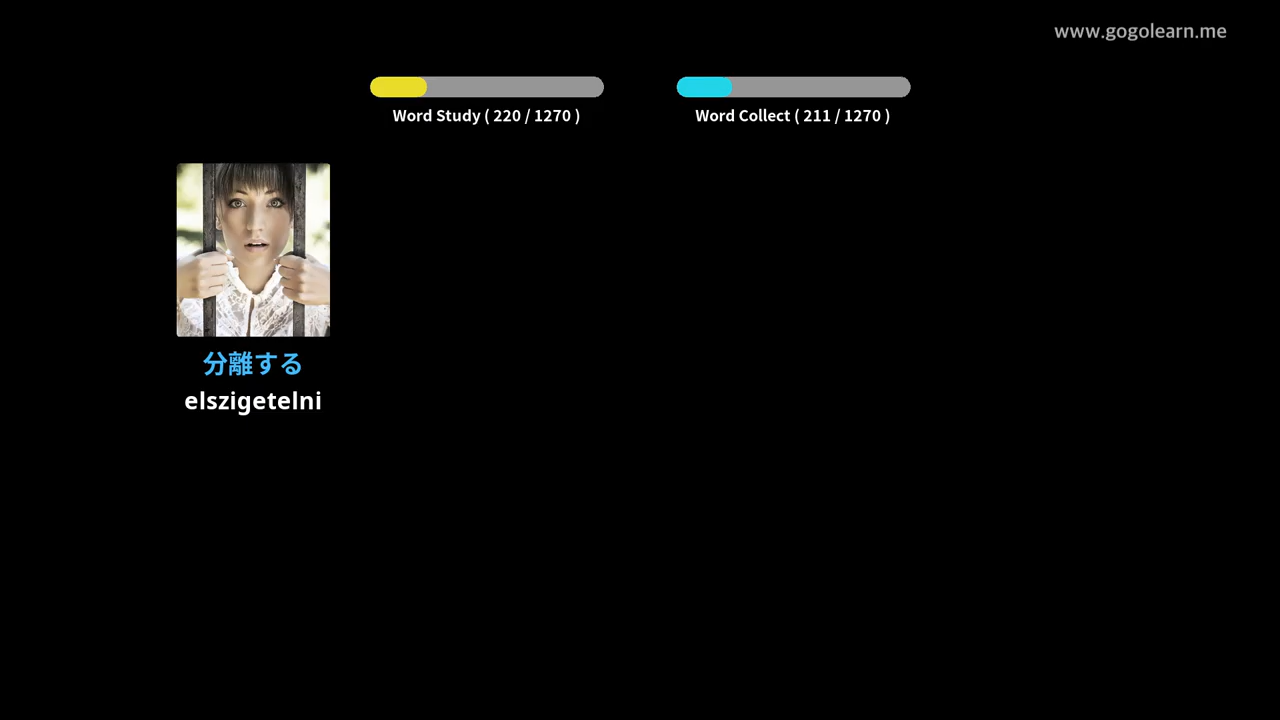 www.gogolearn.me
Word Study ( 220 / 1270 )
Word Collect ( 211 / 1270 )
分離する
elszigetelni